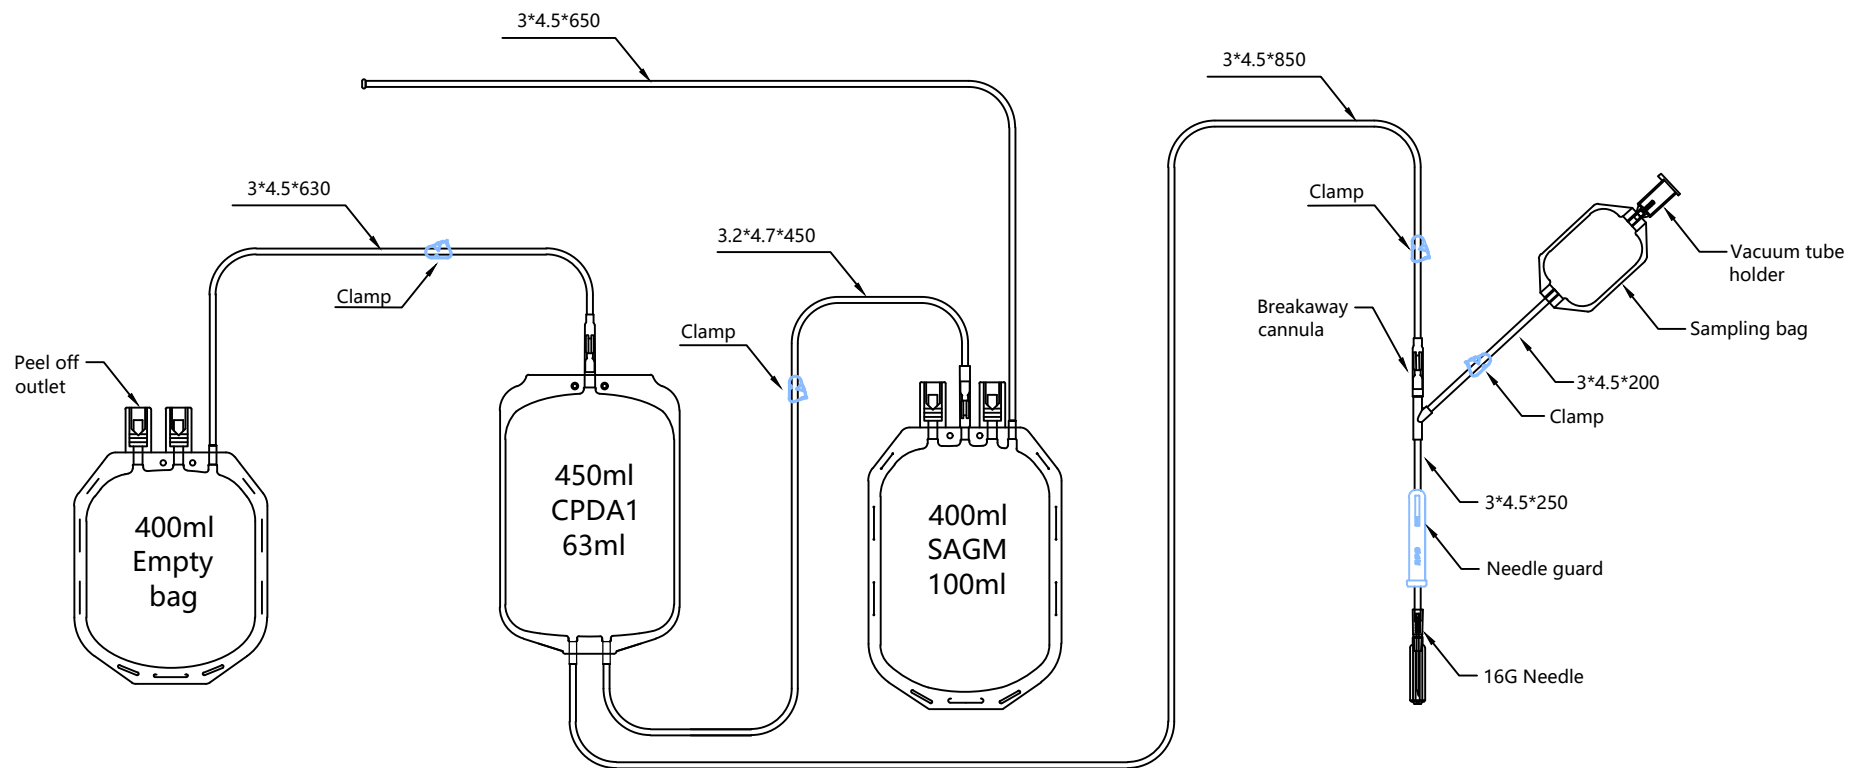 3*4.5*650
3*4.5*850
3*4.5*630
Clamp
3.2*4.7*450
Clamp
Clamp
Vacuum tube
holder
Breakaway
cannula
Sampling bag
Peel off
outlet
Clamp
3*4.5*200
Clamp
400ml
Empty
bag
450ml
CPDA1
63ml
400ml
SAGM
100ml
3*4.5*250
Needle guard
16G Needle